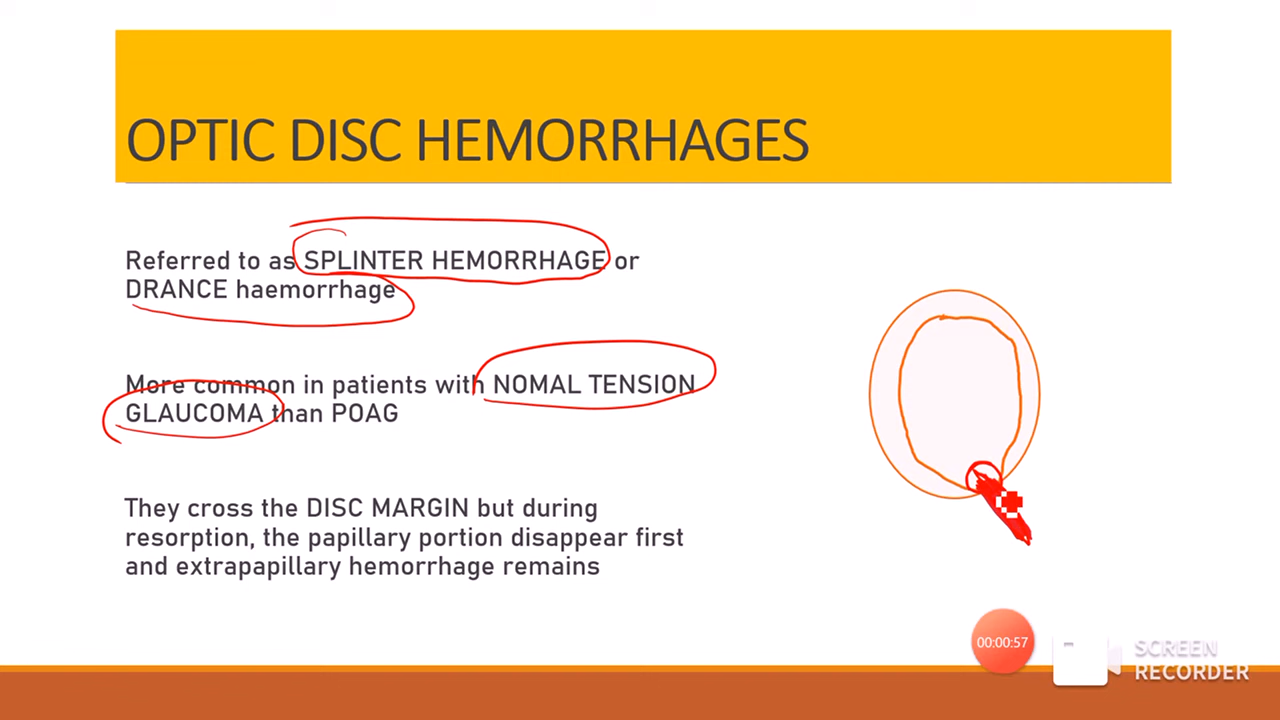 OPTIC DISC HEMORRHAGES
Referred to as SPLINTER HEMORRHAGE or
DRANCE haemorrhage
More common in patients with NOMAL TENSION
GLAUCOMA than POAG
They cross the DISC MARGIN but during
resorption, the papillary portion disappear first
and extrapapillary hemorrhage remains
00:00:57
SCREEN
RECORDER